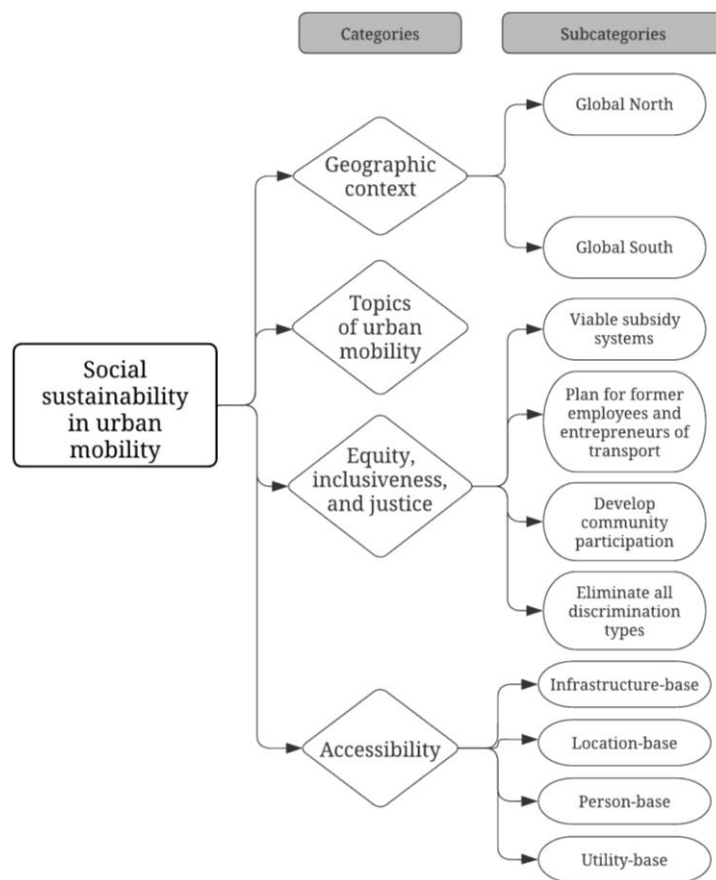 Categories
Subcategories
Social
sustainability
in urban
mobility
Geographic
context
Global North
Global South
Topics
of urban
mobility
Equity,
inclusiveness,
and justice
Viable subsidy
systems
Plan for former
employees and
entrepreneurs of
transport
Develop
community
participation
Eliminate all
discrimination
types
Accessibility
Infrastructure-base
Location-base
Person-base
Utility-base